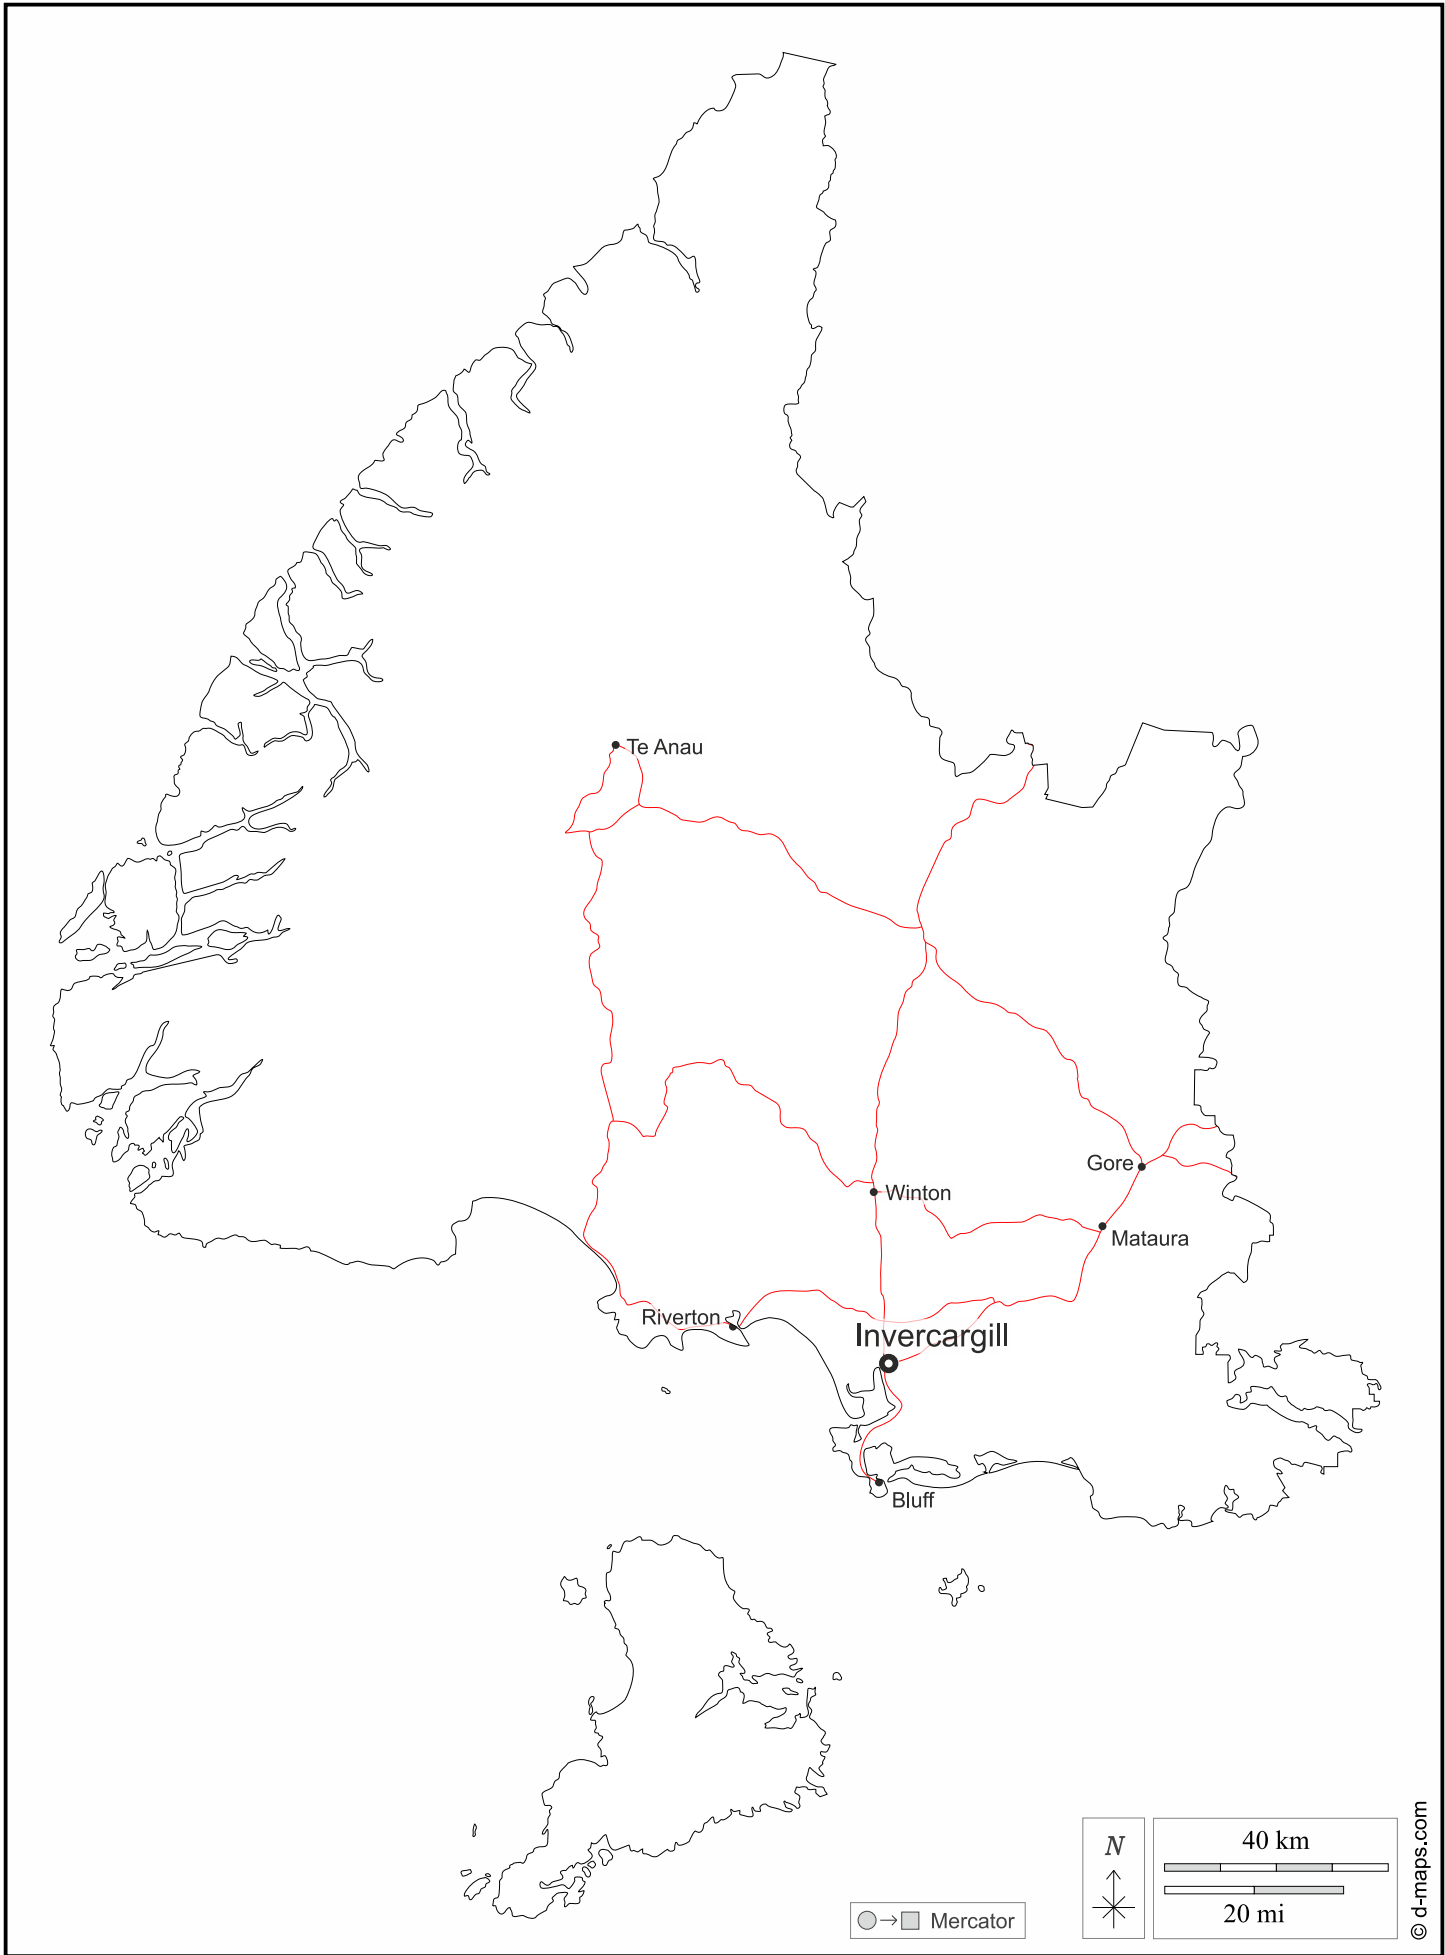 Te Anau
Gore
Winton
Mataura
Riverton
Invercargill
Bluff
N
40 km
20 mi
Mercator
© d-maps.com